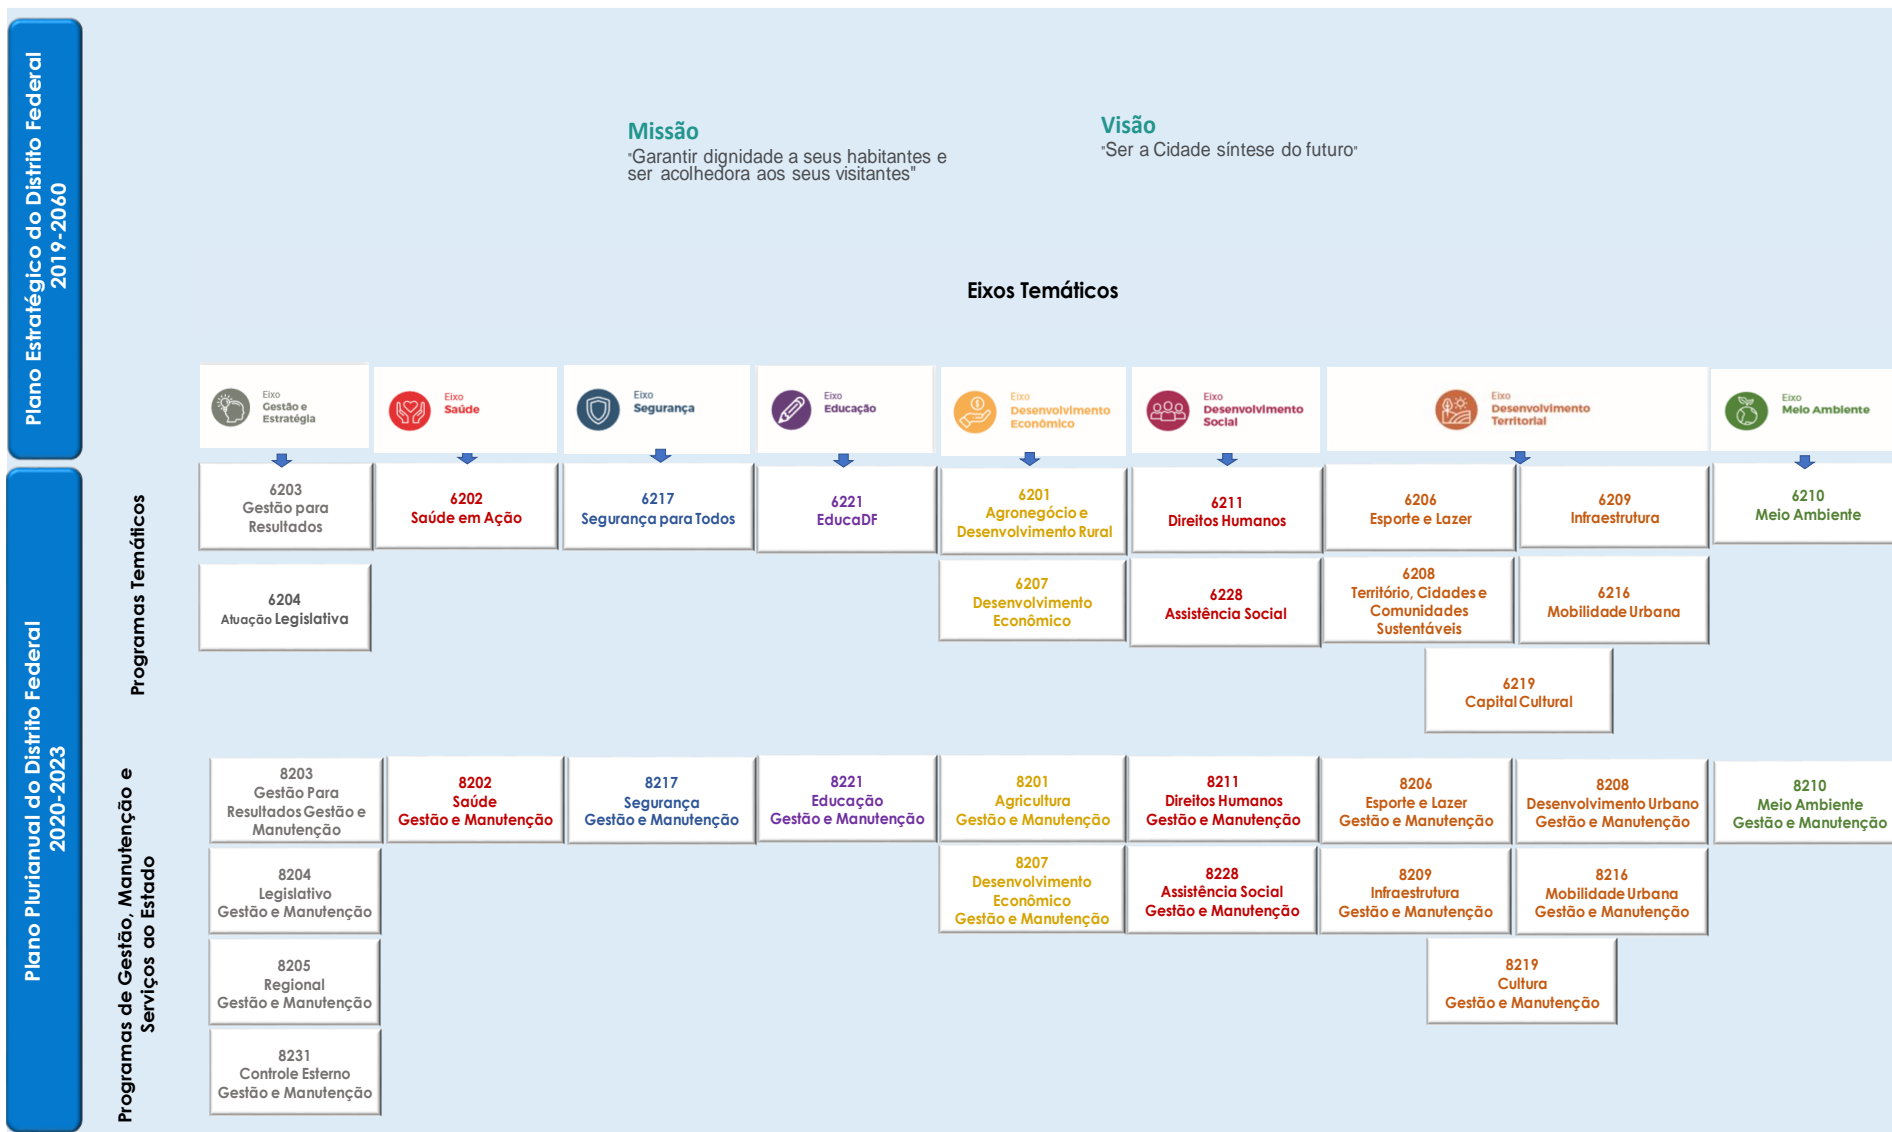 Plano Estratégico do Distrito Federal
2019-2060
Missão
"Garantir dignidade a seus habitantes e
ser acolhedora aos seus visitantes"
Visão
"Ser a Cidade síntese do futuro"
Eixos Temáticos
Eixo
Gestão e
Estratégia
Eixo
Saúde
Eixo
Segurança
Eixo
Educação
Eixo
Desenvolvimento
Econômico
Eixo
Desenvolvimento
Social
Eixo
Desenvolvimento
Territorial
Eixo
Meio Ambiente
Plano Plurianual do Distrito Federal
2020-2023
Programas Temáticos
6203
Gestão para
Resultados
6202
Saúde em Ação
6217
Segurança para Todos
6221
EducaDF
6201
Agronegócio e
Desenvolvimento Rural
6211
Direitos Humanos
6206
Esporte e Lazer
6209
Infraestrutura
6210
Meio Ambiente
6204
Atuação Legislativa
6207
Desenvolvimento
Econômico
6228
Assistência Social
6208
Território, Cidades e
Comunidades
Sustentáveis
6216
Mobilidade Urbana
6219
Capital Cultural
Programas de Gestão, Manutenção e
Serviços ao Estado
8203
Gestão Para
Resultados Gestão e
Manutenção
8202
Saúde
Gestão e Manutenção
8217
Segurança
Gestão e Manutenção
8221
Educação
Gestão e Manutenção
8201
Agricultura
Gestão e Manutenção
8211
Direitos Humanos
Gestão e Manutenção
8206
Esporte e Lazer
Gestão e Manutenção
8208
Desenvolvimento Urbano
Gestão e Manutenção
8210
Meio Ambiente
Gestão e Manutenção
8204
Legislativo
Gestão e Manutenção
8207
Desenvolvimento
Econômico
Gestão e Manutenção
8228
Assistência Social
Gestão e Manutenção
8209
Infraestrutura
Gestão e Manutenção
8216
Mobilidade Urbana
Gestão e Manutenção
8205
Regional
Gestão e Manutenção
8219
Cultura
Gestão e Manutenção
8231
Controle Esterno
Gestão e Manutenção